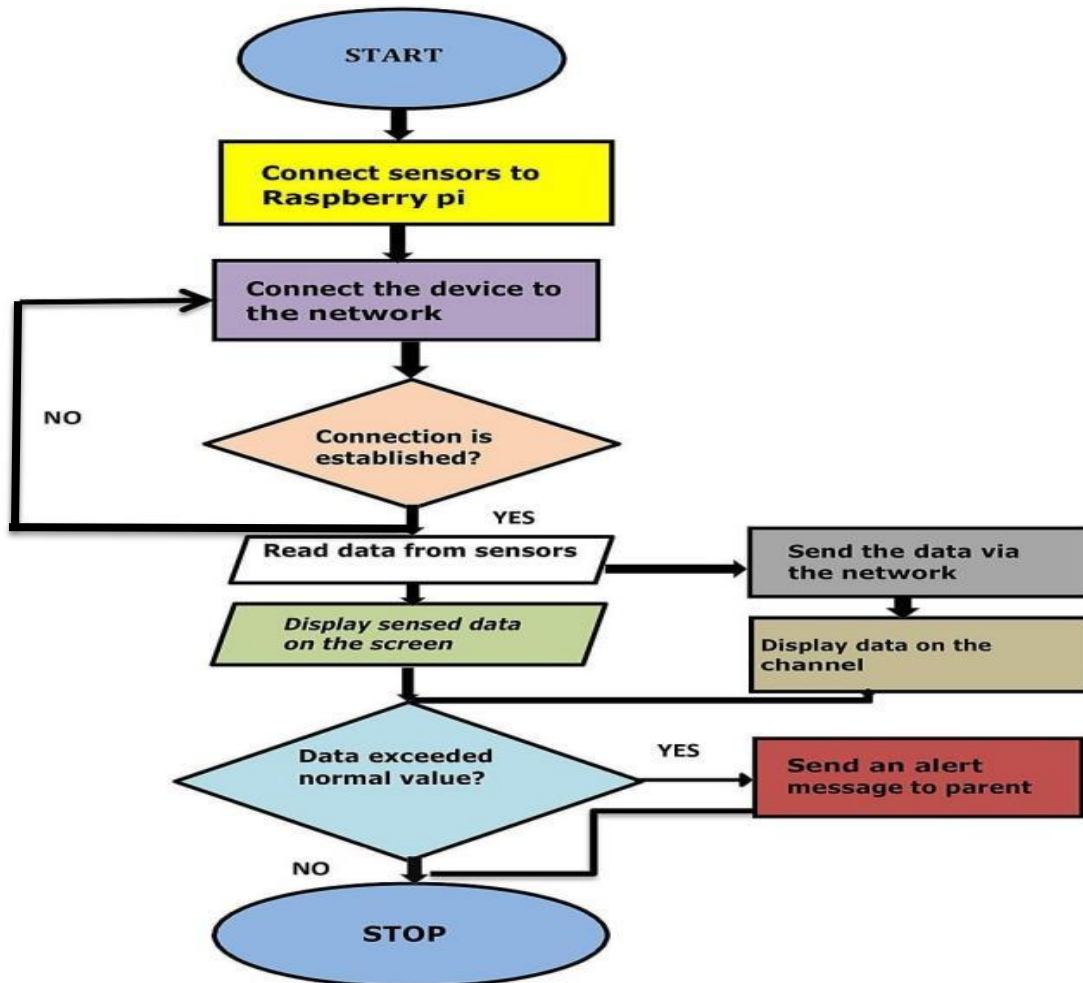 START
Connect sensors to
Raspberry pi
Connect the device to
the network
NO
Connection is
established?
YES
Read data from sensors
Send the data via
the network
Display sensed data
on the screen
Display data on the
channel
Data exceeded
normal value?
YES
Send an alert
message to parent
NO
STOP